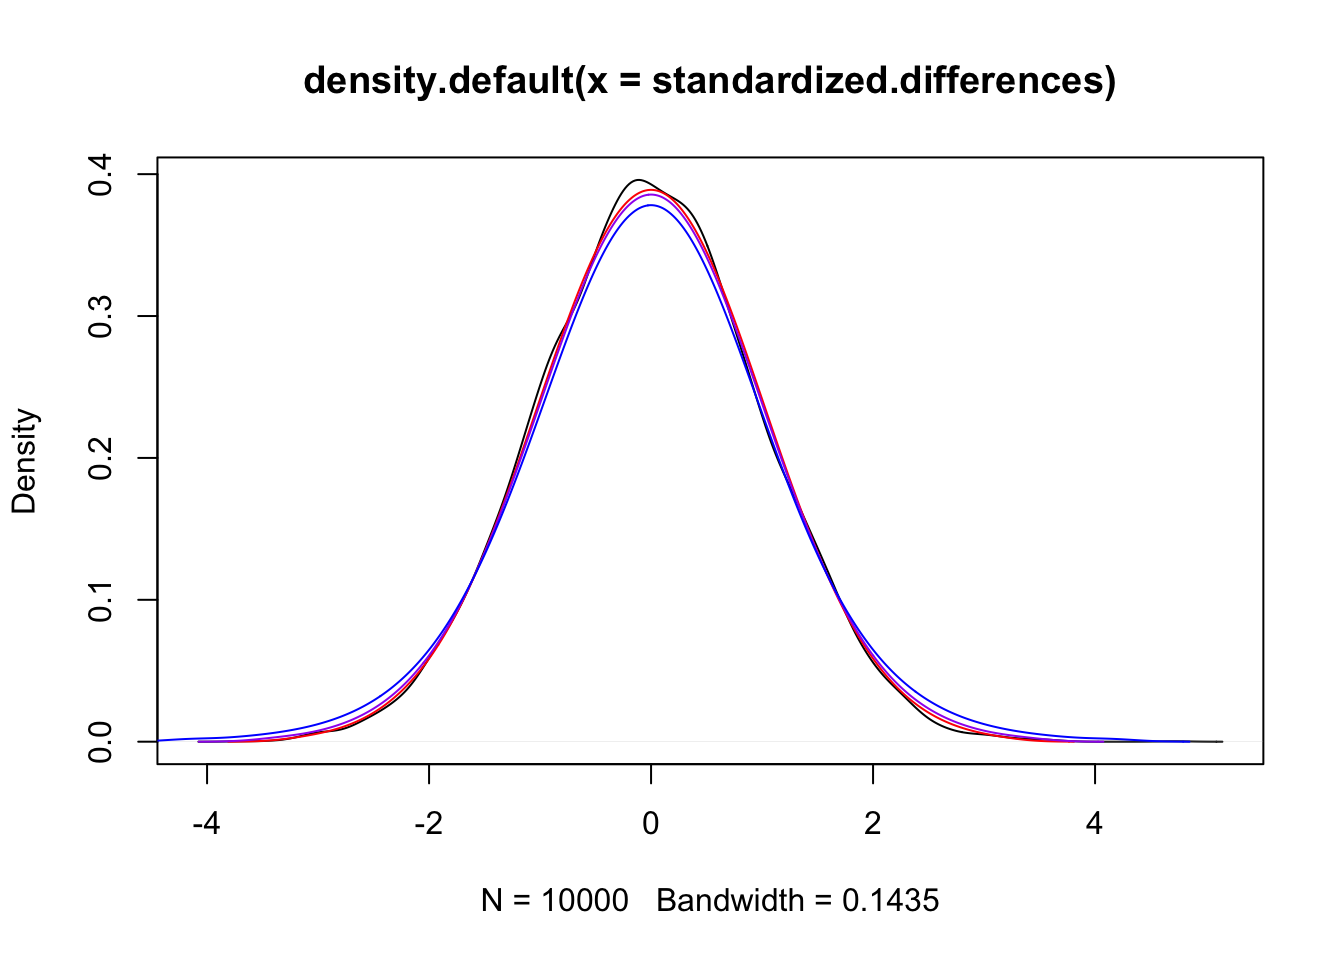 density.default(x = standardized.differences)
0.4
0.3
0.2
0.1
0.0
Density
-4 -2 0 2 4
N = 10000 Bandwidth = 0.1435